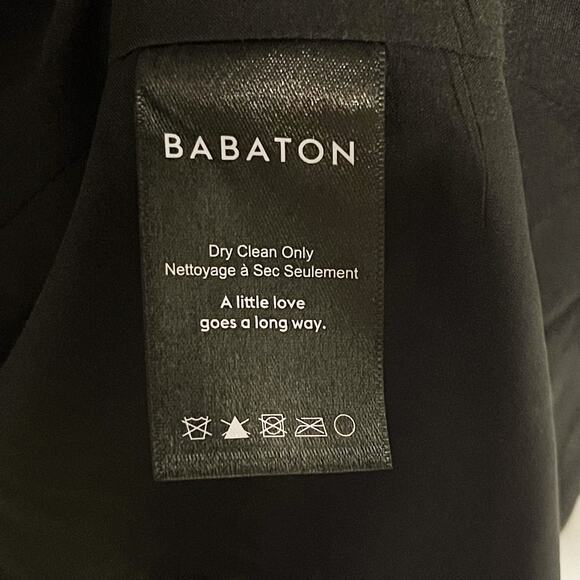 BABATON
Dry Clean Only
Nettoyage à Sec Seulement
A little love
goes a long way.